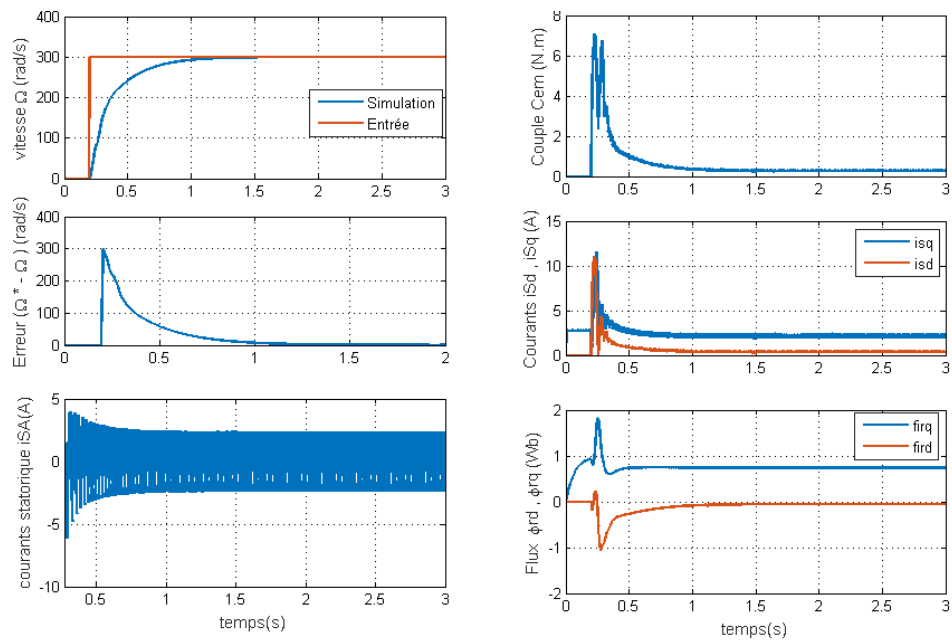 vitesse Ω (rad/s)
400
300
200
100
0
Simulation
Entrée
0 0.5 1 1.5 2 2.5 3
Couple Cem (N.m)
8
6
4
2
0
0 0.5 1 1.5 2 2.5 3
Erreur (Ω * - Ω ) (rad/s)
400
300
200
100
0
0 0.5 1 1.5 2
Courants iSd iSq (A)
15
10
5
0
isq
isd
0 0.5 1 1.5 2 2.5 3
courants statorique iSA(A)
5
0
-5
-10
0.5 1 1.5 2 2.5 3
temps(s)
Flux ϕrd , ϕrq (Wb)
2
1
0
-1
-2
firq
fird
0 0.5 1 1.5 2 2.5 3
temps(s)